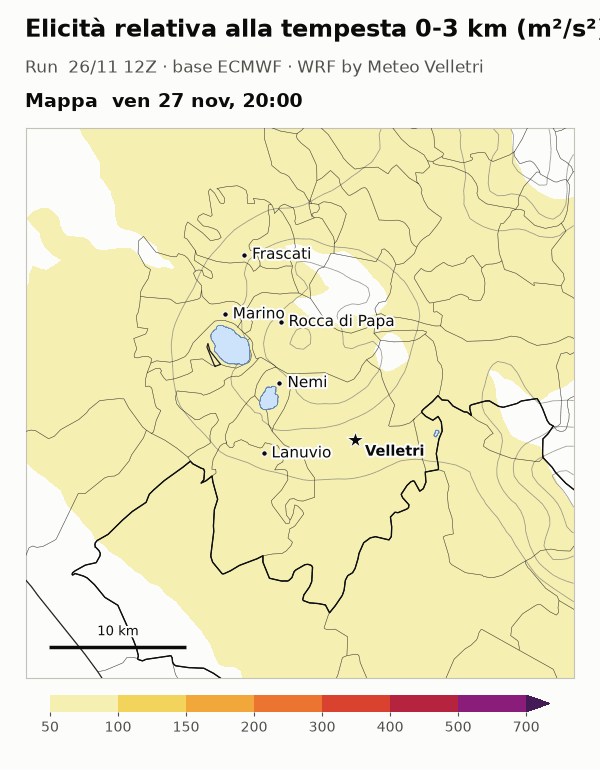 Elicità relativa alla tempesta 0-3 km (m²/s²)
Run  26/11 12Z · base ECMWF · WRF by Meteo Velletri
Mappa  ven 27 nov, 20:00
Frascati
Marino
Rocca di Papa
Nemi
Velletri
Lanuvio
10 km
50 100 150 200 300 400 500 700